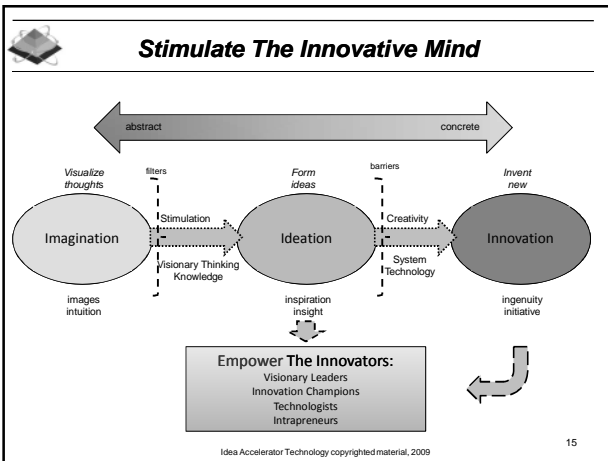 Stimulate The Innovative Mind
abstract
concrete
Visualize
thoughts
filters
Form
ideas
barriers
Invent
new
Imagination
Stimulation
Visionary Thinking
Knowledge
Ideation
Creativity
System
Technology
Innovation
images
intuition
inspiration
insight
ingenuity
initiative
Empower The Innovators:
Visionary Leaders
Innovation Champions
Technologists
Intrapreneurs
Idea Accelerator Technology copyrighted material, 2009
15